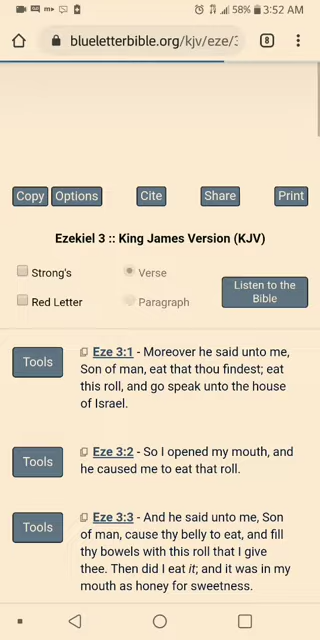 58% 3:52 AM
blueletterbible.org/kjv/eze/3
8
Copy Options Cite Share Print
Ezekiel 3 :: King James Version (KJV)
Strong's Verse
Listen to the
Bible
Red Letter Paragraph
Tools
Eze 3:1 - Moreover he said unto me,
Son of man, eat that thou findest; eat
this roll, and go speak unto the house
of Israel.
Tools
Eze 3:2 - So I opened my mouth, and
he caused me to eat that roll.
Tools
Eze 3:3 - And he said unto me, Son
of man, cause thy belly to eat, and fill
thy bowels with this roll that I give
thee. Then did I eat it; and it was in my
mouth as honey for sweetness.